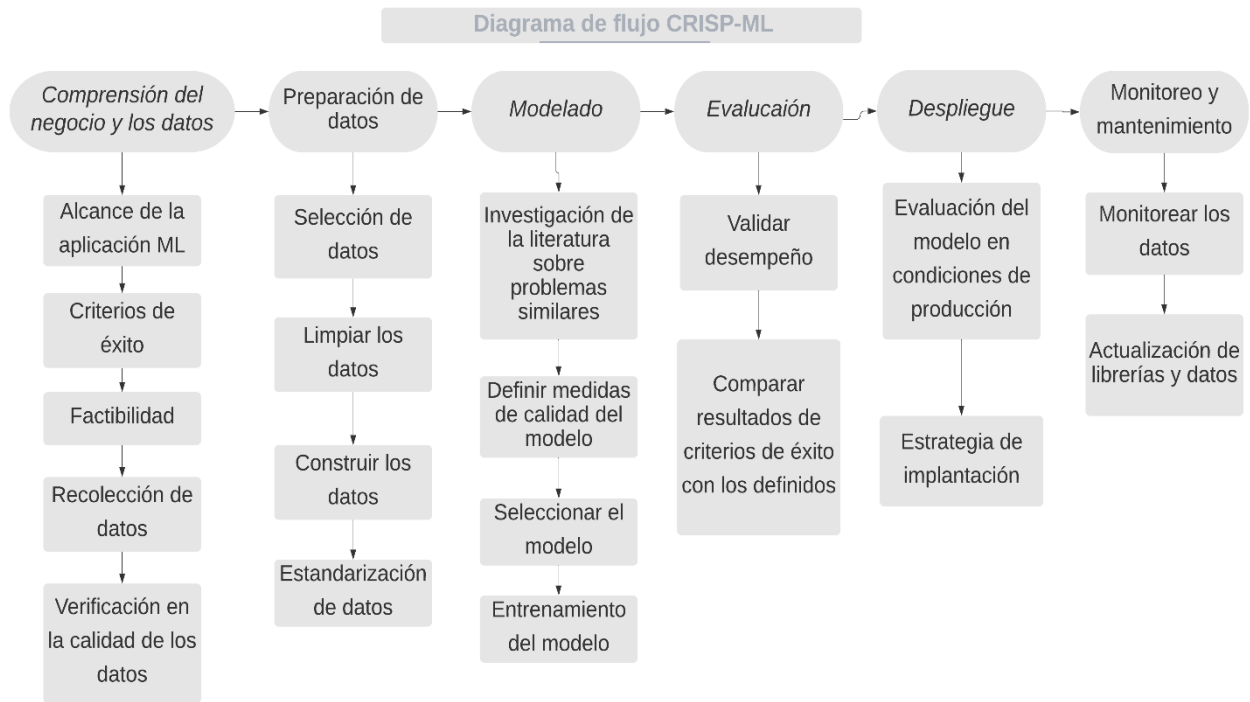 Diagrama de flujo CRISP-ML
Comprensión del
negocio y los datos
Preparación de
datos
Modelado
Evalucaión
Despliegue
Monitoreo y
mantenimiento
Alcance de la
aplicación ML
Criterios de
éxito
Factibilidad
Recolección de
datos
Verificación en
la calidad de los
datos
Selección de
datos
Limpiar los
datos
Construir los
datos
Estandarización
de datos
Investigación de
la literatura
sobre
problemas
similares
Definir medidas
de calidad del
modelo
Seleccionar el
modelo
Entrenamiento
del modelo
Validar
desempeño
Comparar
resultados de
criterios de éxito
con los definidos
Evaluación del
modelo en
condiciones de
producción
Estrategia de
implantación
Monitorear los
datos
Actualización de
librerías y datos